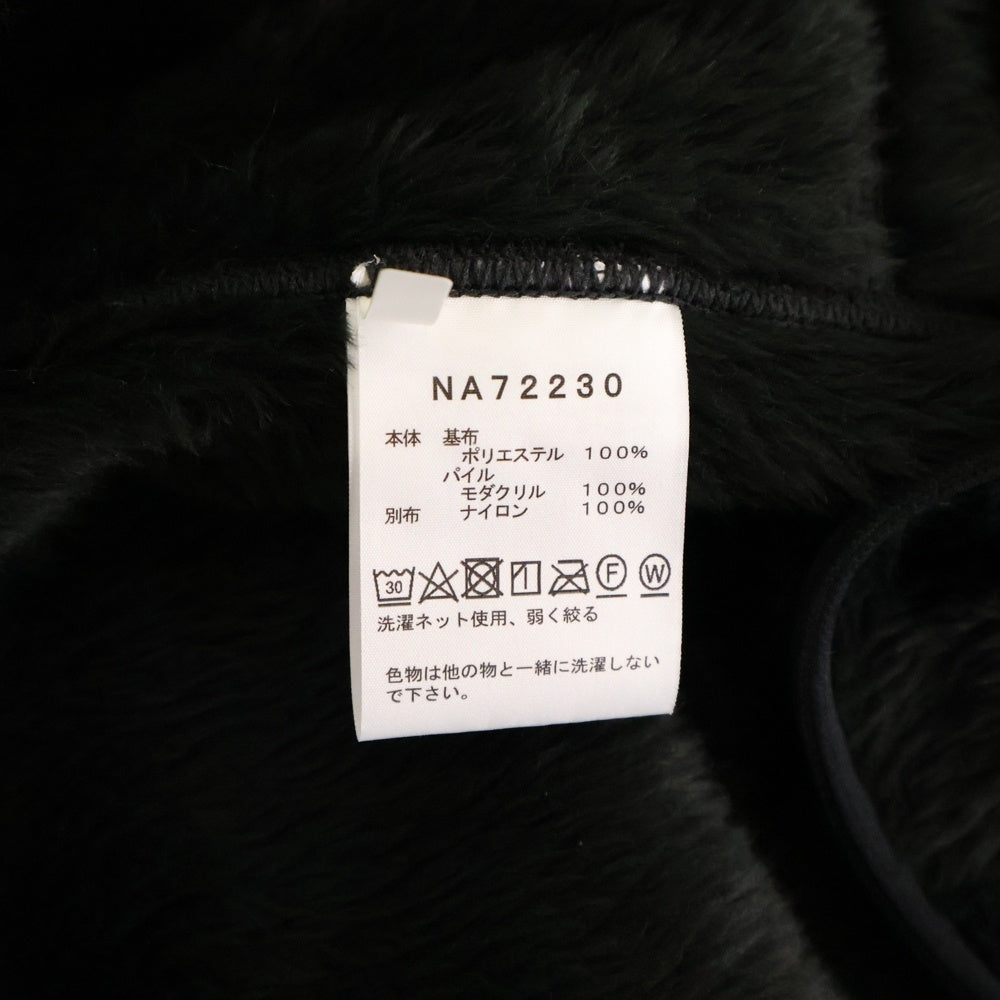 NA72230
本体 基布
ポリエステル 100%
パイル
モダクリル 100%
別布 ナイロン 100%
30 F W
洗濯ネット使用、弱く絞る
色物は他の物と一緒に洗濯しない
で下さい。